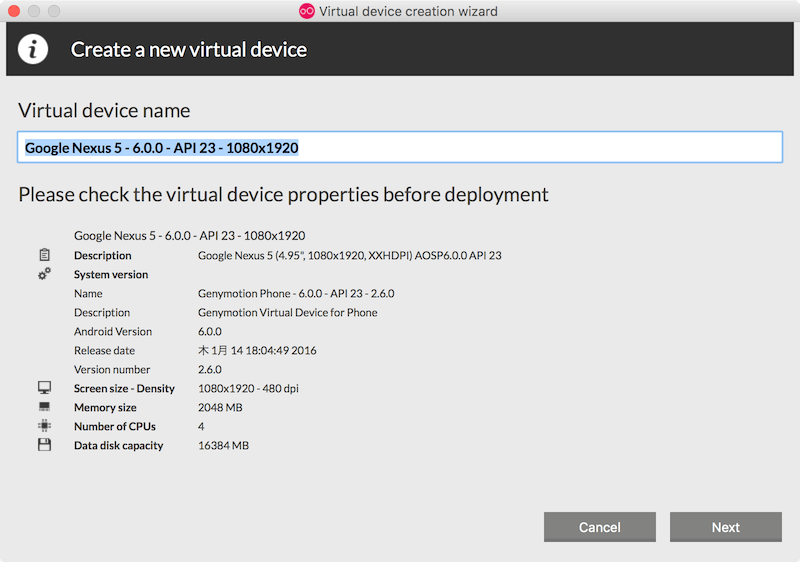 Virtual device creation wizard
Create a new virtual device
Virtual device name
Google Nexus 5 - 6.0.0 - API 23 - 1080x1920
Please check the virtual device properties before deployment
Google Nexus 5 - 6.0.0 - API 23 - 1080x1920
Description Google Nexus 5 (4.95", 1080x1920, XXHDPI) AOSP6.0.0 API 23
System version
Name Genymotion Phone - 6.0.0 - API 23 - 2.6.0
Description Genymotion Virtual Device for Phone
Android Version 6.0.0
Release date 木 1月 14 18:04:49 2016
Version number 2.6.0
Screen size - Density 1080x1920 - 480 dpi
Memory size 2048 MB
Number of CPUs 4
Data disk capacity 16384 MB
Cancel Next